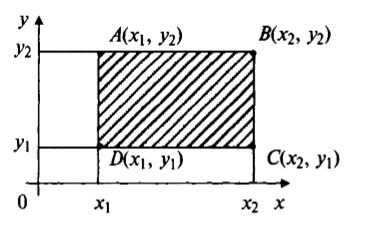 y
A(x₁, y₂) B(x₂, y₂)
y₂
y₁
D(x₁, y₁) C(x₂, y₁)
0 x₁ x₂ x